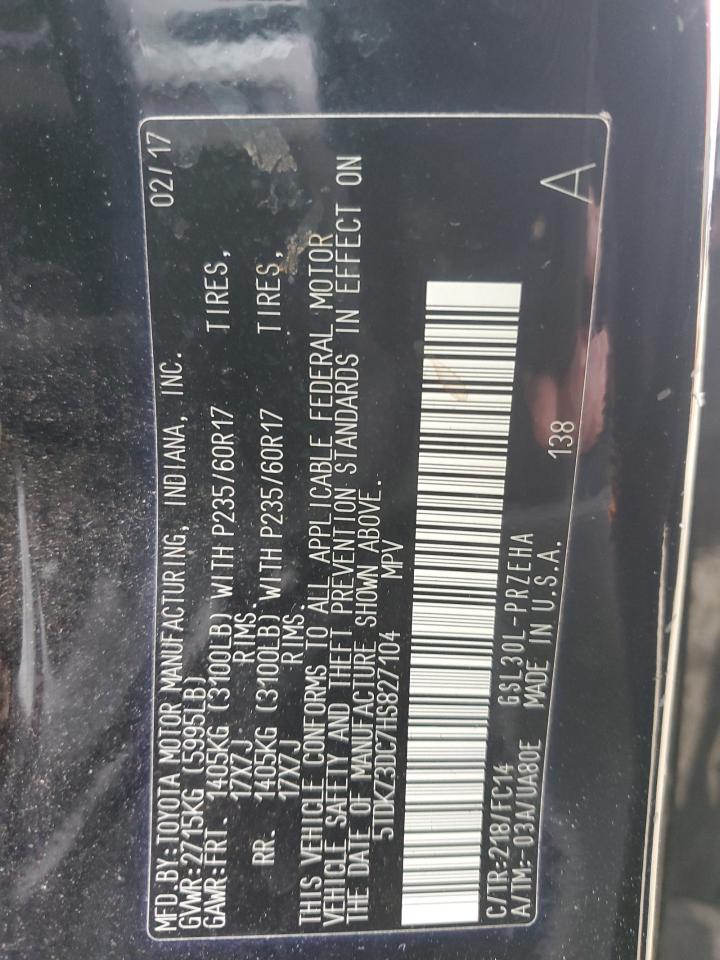 MFD.BY:TOYOTA MOTOR MANUFACTURING, INDIANA, INC. 02/17
GVWR:2715KG (5995LB)
GAWR:FRT. 1405KG (3100LB) WITH P235/60R17 TIRES,
17X7J RIMS.
RR. 1405KG (3100LB) WITH P235/60R17 TIRES,
17X7J RIMS.
THIS VEHICLE CONFORMS TO ALL APPLICABLE FEDERAL MOTOR
VEHICLE SAFETY AND THEFT PREVENTION STANDARDS IN EFFECT ON
THE DATE OF MANUFACTURE SHOWN ABOVE.
5TDKZ3DC7HS827104 MPV
C/TR:218/FC14 GSL30L-PRZEHA 138 A
A/TM:-03A/UA80E MADE IN U.S.A.